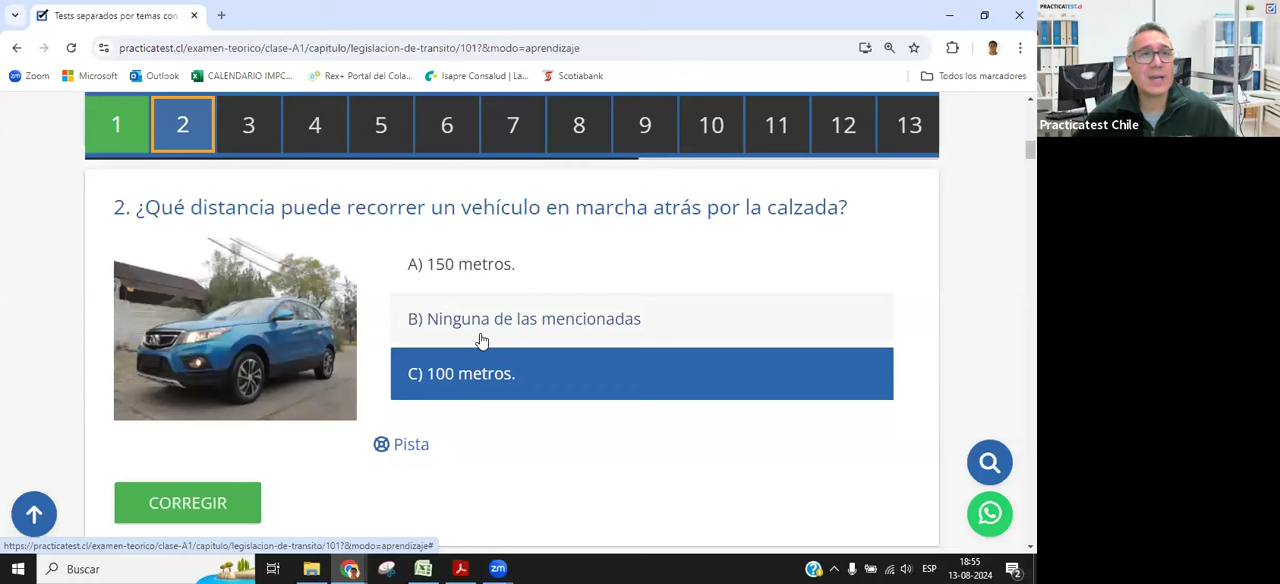 Tests separados por temas con
practicatest.cl/examen-teorico/clase-A1/capitulo/legislacion-de-transito/101?&modo=aprendizaje
Zoom
Microsoft
Outlook
CALENDARIO IMPC...
Rex+ Portal del Cola...
Isapre Consalud | La...
Scotiabank
Todos los marcadores
PRACTICATEST.cl
Practicatest Chile
1 2 3 4 5 6 7 8 9 10 11 12 13
2. ¿Qué distancia puede recorrer un vehículo en marcha atrás por la calzada?
A) 150 metros.
B) Ninguna de las mencionadas
C) 100 metros.
Pista
CORREGIR
https://practicatest.cl/examen-teorico/clase-A1/capitulo/legislacion-de-transito/101?&modo=aprendizaje#
Buscar
ESP
18:55
13-08-2024
2